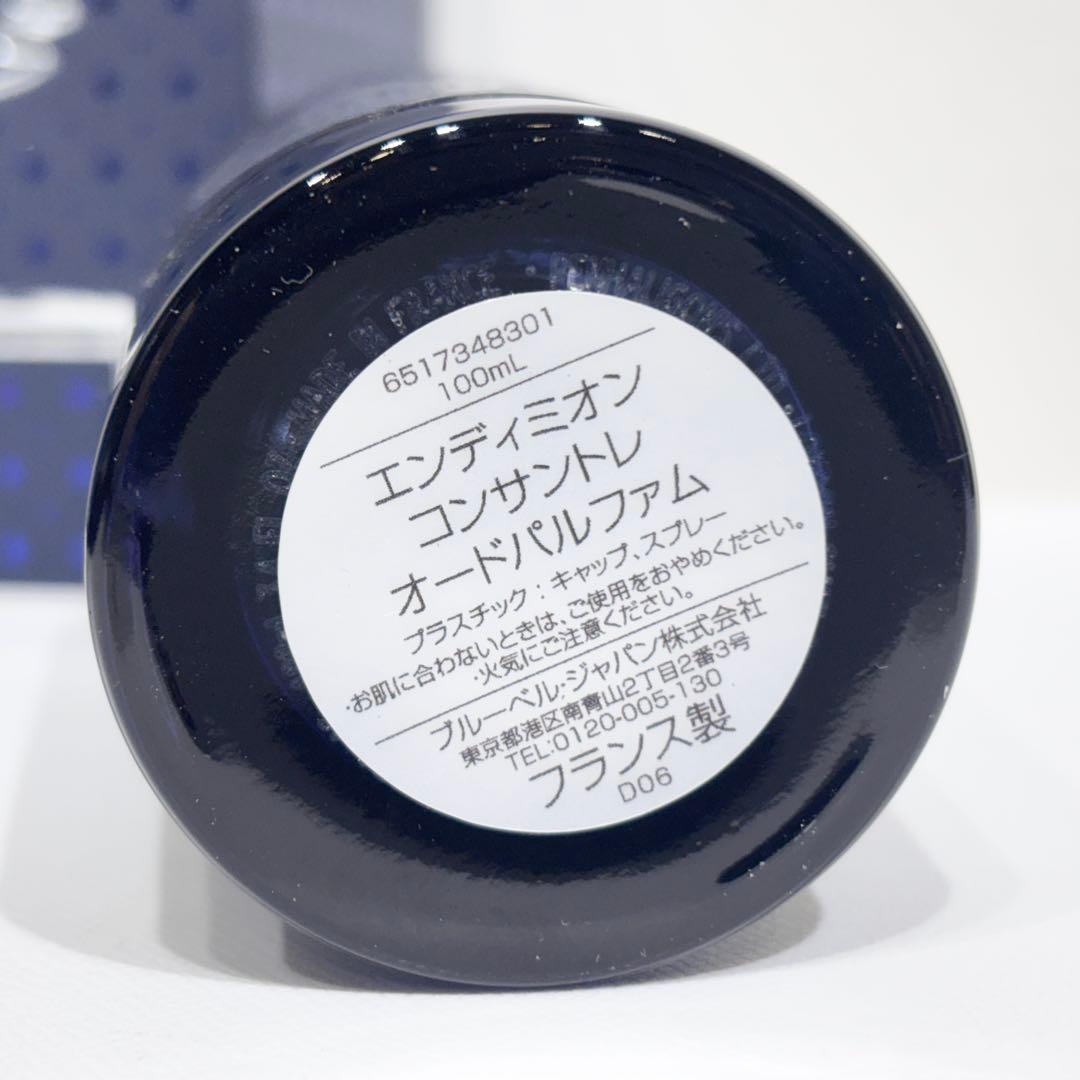 6517348301
100mL
エンディミオン
コンサントレ
オードパルファム
プラスチック：キャップ、スプレー
・お肌に合わないときは、ご使用をおやめください。
・火気にご注意ください。
ブルーベル・ジャパン株式会社
東京都港区南青山2丁目2番3号
TEL:0120-005-130
フランス製
D06
MADE IN FRANCE